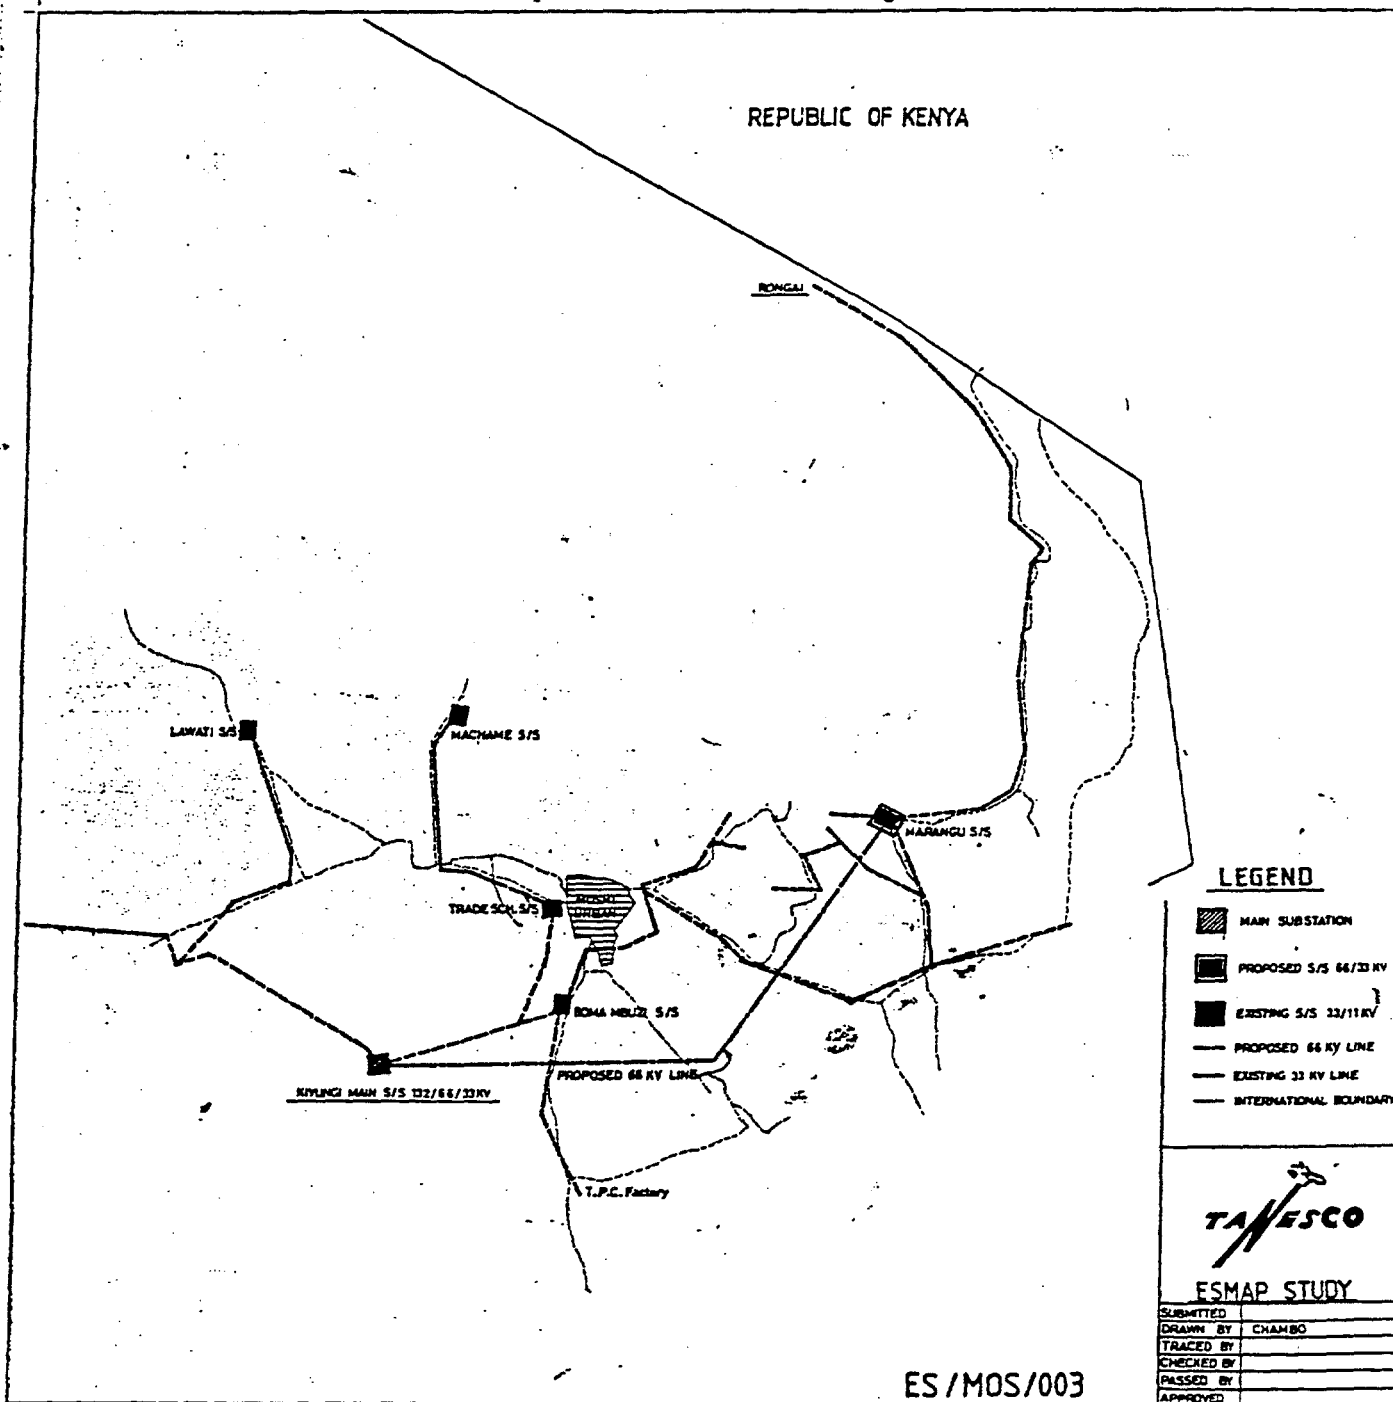 REPUBLIC OF KENYA
RONGAI
LAWATI S/S
MACHAME S/S
MARANGU S/S
TRADE SCH. S/S
MOSHI
URBAN
BOMA MBUZI S/S
PROPOSED 66 KV LINE
KIYUNGI MAIN S/S 132/66/33KV
T.P.C. Factory
LEGEND
MAIN SUBSTATION
PROPOSED S/S 66/33 KV
EXISTING S/S 33/11KV
PROPOSED 66 KV LINE
EXISTING 33 KV LINE
INTERNATIONAL BOUNDARY
TANESCO
ESMAP STUDY
SUBMITTED
DRAWN BY CHAMBO
TRACED BY
CHECKED BY
PASSED BY
APPROVED
ES/MOS/003